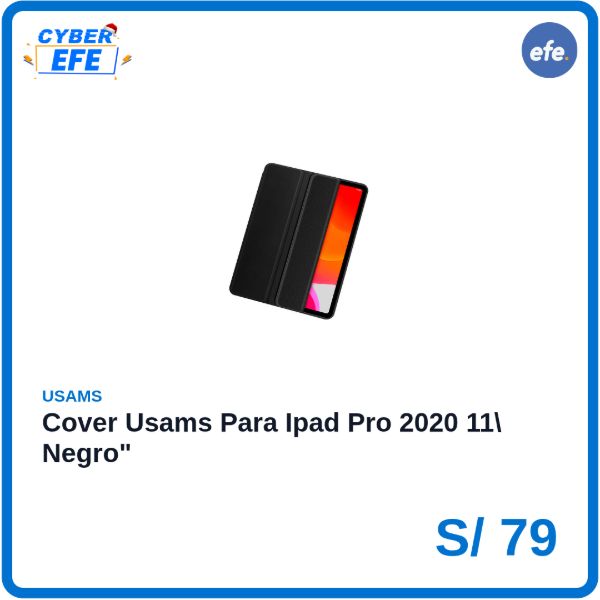 CYBER
EFE
efe.
USAMS
Cover Usams Para Ipad Pro 2020 11\
Negro"
S/ 79